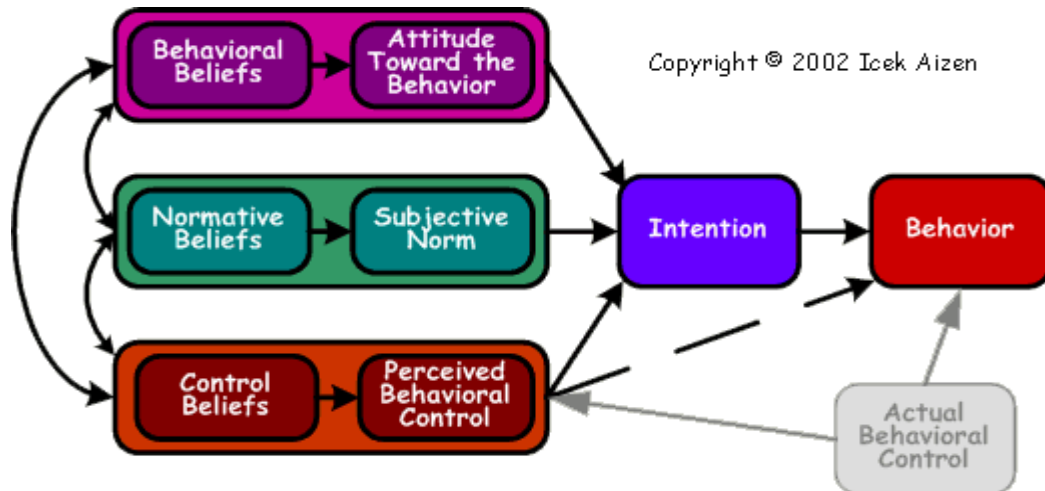 Behavioral
Beliefs
Attitude
Toward the
Behavior
Copyright © 2002 Icek Aizen
Normative
Beliefs
Subjective
Norm
Intention
Behavior
Control
Beliefs
Perceived
Behavioral
Control
Actual
Behavioral
Control